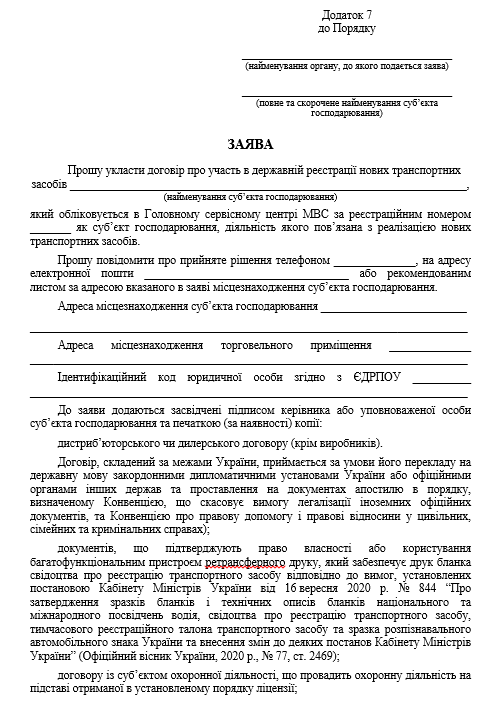 Додаток 7
до Порядку
(найменування органу, до якого подається заява)
(повне та скорочене найменування суб’єкта
господарювання)
ЗАЯВА
Прошу укласти договір про участь в державній реєстрації нових транспортних
засобів ____________________________________________,
(найменування суб’єкта господарювання)
який обліковується в Головному сервісному центрі МВС за реєстраційним номером
_______ як суб’єкт господарювання, діяльність якого пов’язана з реалізацією нових
транспортних засобів.
Прошу повідомити про прийняте рішення телефоном _____________, на адресу
електронної пошти ________________________________ або рекомендованим
листом за адресою вказаного в заяві місцезнаходження суб’єкта господарювання.
Адреса місцезнаходження суб’єкта господарювання _______________________
Адреса місцезнаходження торговельного приміщення _____________
Ідентифікаційний код юридичної особи згідно з ЄДРПОУ _________
До заяви додаються засвідчені підписом керівника або уповноваженої особи
суб’єкта господарювання та печаткою (за наявності) копії:
дистриб’юторського чи дилерського договору (крім виробників).
Договір, складений за межами України, приймається за умови його перекладу на
державну мову закордонними дипломатичними установами України або офіційними
органами інших держав та проставлення на документах апостилю в порядку,
визначеному Конвенцією, що скасовує вимогу легалізації іноземних офіційних
документів, та Конвенцією про правову допомогу і правові відносини у цивільних,
сімейних та кримінальних справах);
документів, що підтверджують право власності або користування
багатофункціональним пристроєм ретрансферного друку, який забезпечує друк бланка
свідоцтва про реєстрацію транспортного засобу відповідно до вимог, установлених
постановою Кабінету Міністрів України від 16 вересня 2020 р. № 844 “Про
затвердження зразків бланків і технічних описів бланків національного та
міжнародного посвідчень водія, свідоцтва про реєстрацію транспортного засобу,
тимчасового реєстраційного талона транспортного засобу та зразка розпізнавального
автомобільного знака України та внесення змін до деяких постанов Кабінету Міністрів
України” (Офіційний вісник України, 2020 р., № 77, ст. 2469);
договору із суб’єктом охоронної діяльності, що провадить охоронну діяльність на
підставі отриманої в установленому порядку ліцензії;